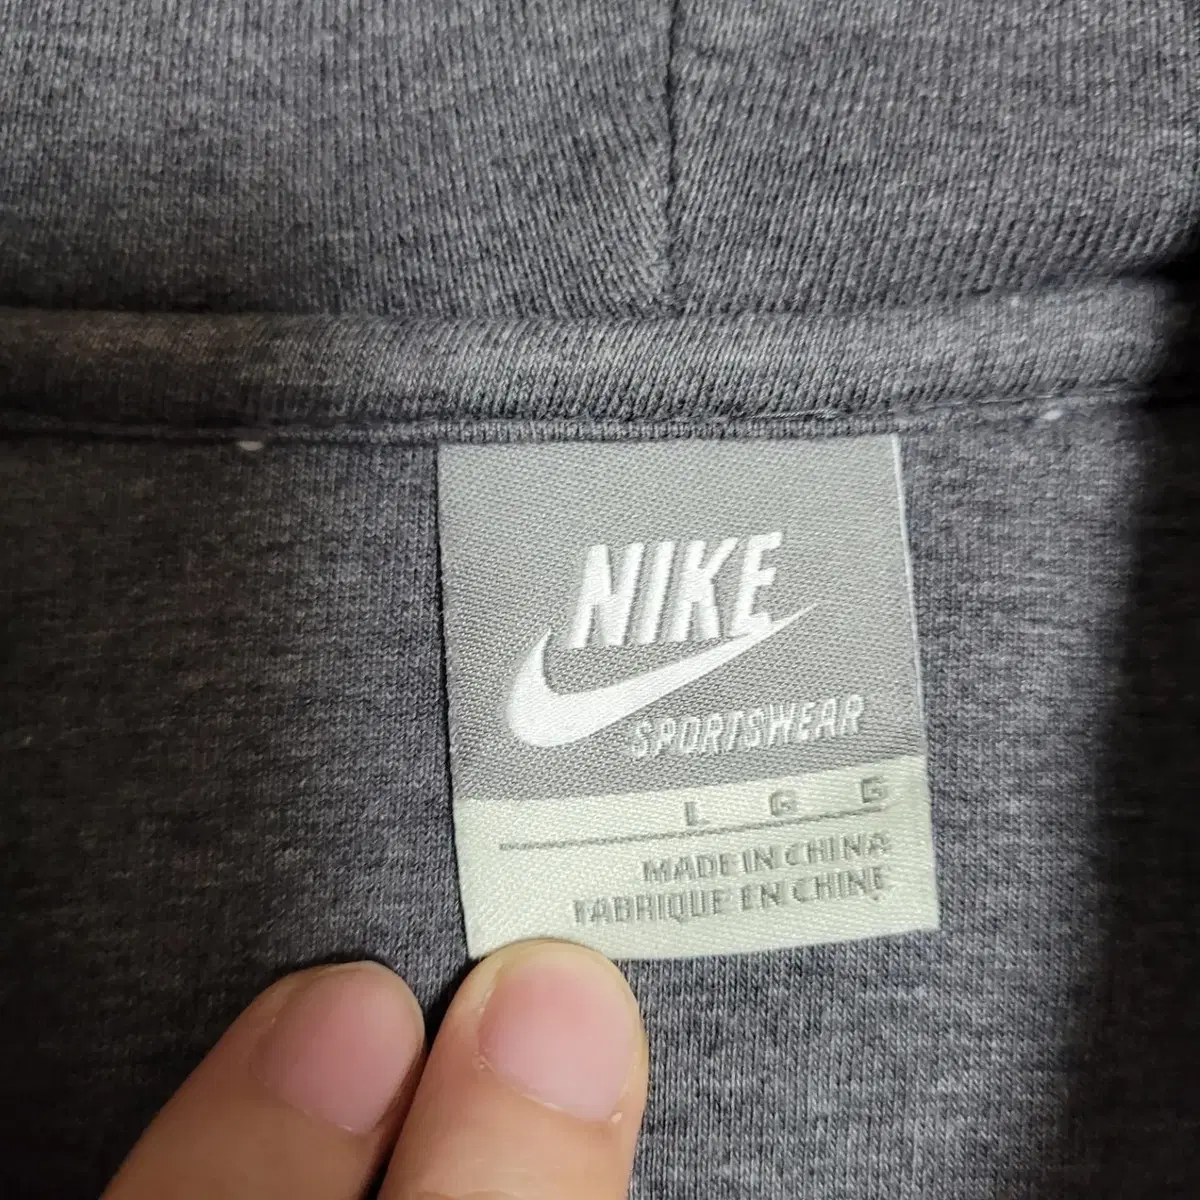 NIKE
SPORTSWEAR
L G G
MADE IN CHINA
FABRIQUE EN CHINE